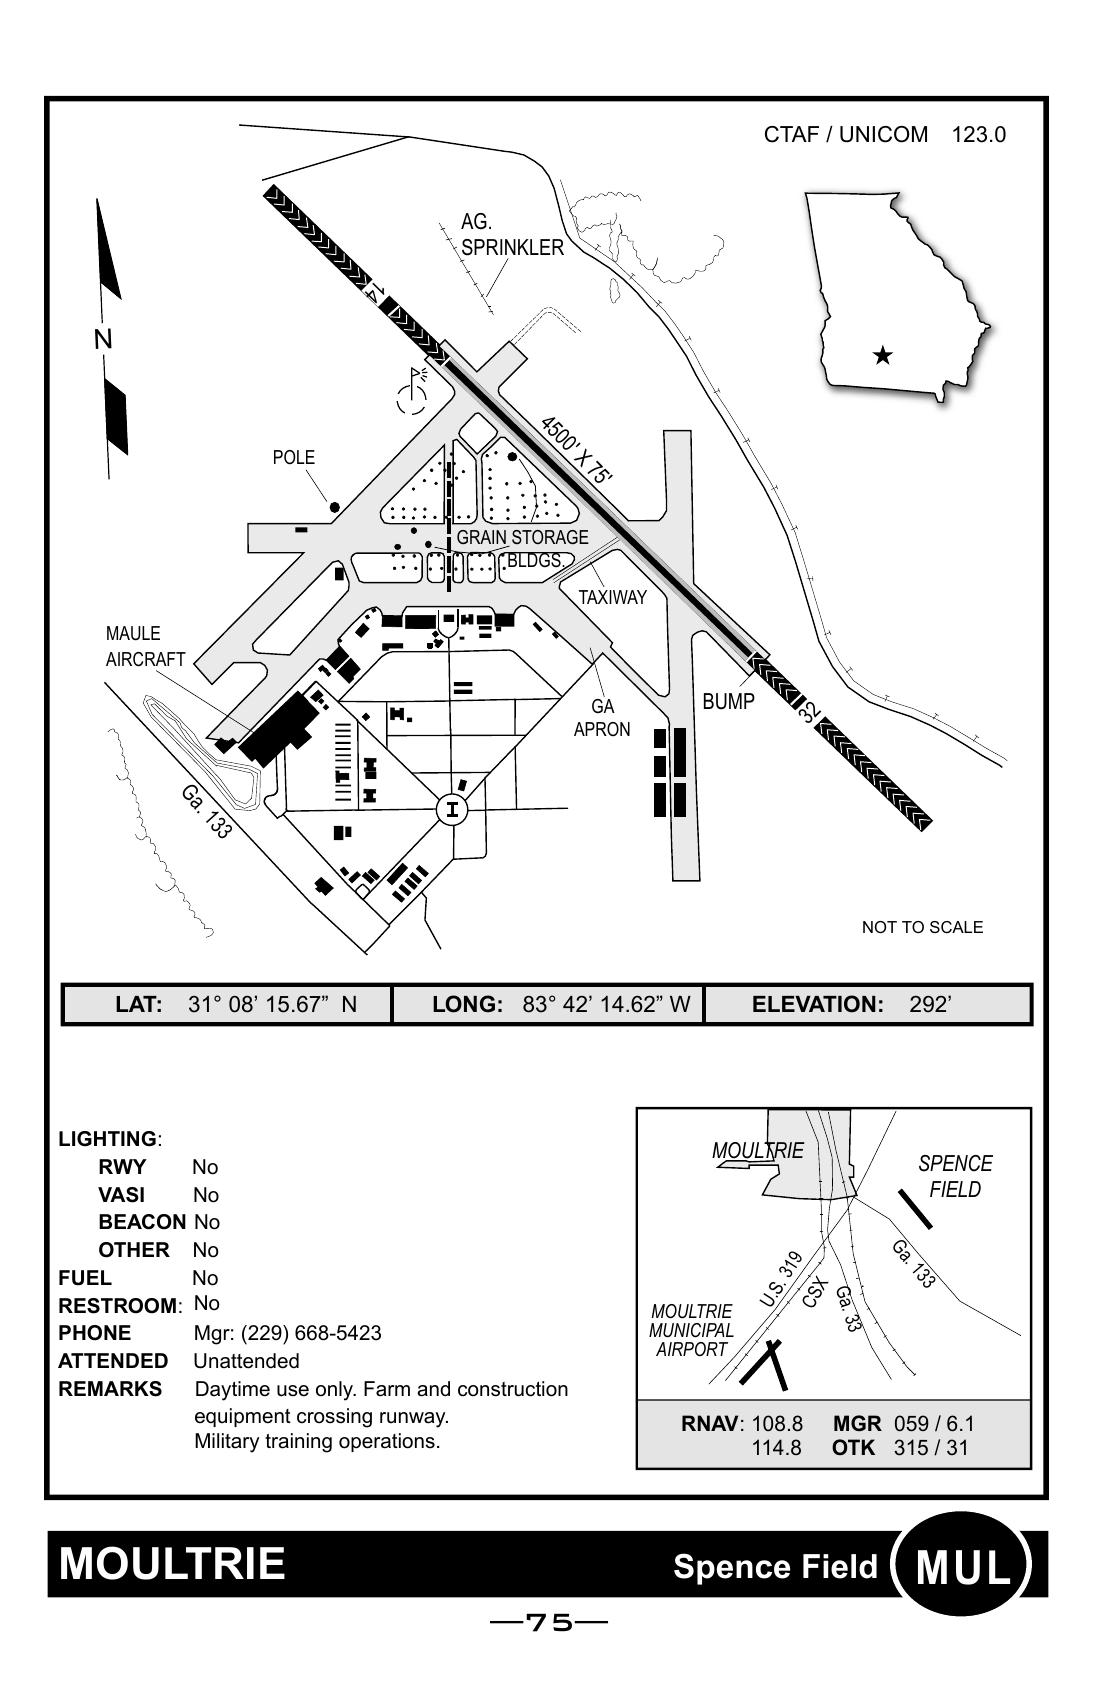 CTAF / UNICOM 123.0
AG.
SPRINKLER
14
N
4500' X 75'
POLE
GRAIN STORAGE
BLDGS.
TAXIWAY
MAULE
AIRCRAFT
GA
APRON
BUMP
32
Ga. 133
NOT TO SCALE
LAT: 31° 08’ 15.67” N LONG: 83° 42’ 14.62” W ELEVATION: 292’
LIGHTING:
RWY No
VASI No
BEACON No
OTHER No
FUEL No
RESTROOM: No
PHONE Mgr: (229) 668-5423
ATTENDED Unattended
REMARKS Daytime use only. Farm and construction
equipment crossing runway.
Military training operations.
MOULTRIE
SPENCE
FIELD
Ga. 133
U.S. 319
CSX
Ga. 33
MOULTRIE
MUNICIPAL
AIRPORT
RNAV: 108.8 MGR 059 / 6.1
114.8 OTK 315 / 31
MOULTRIE Spence Field MUL
—75—